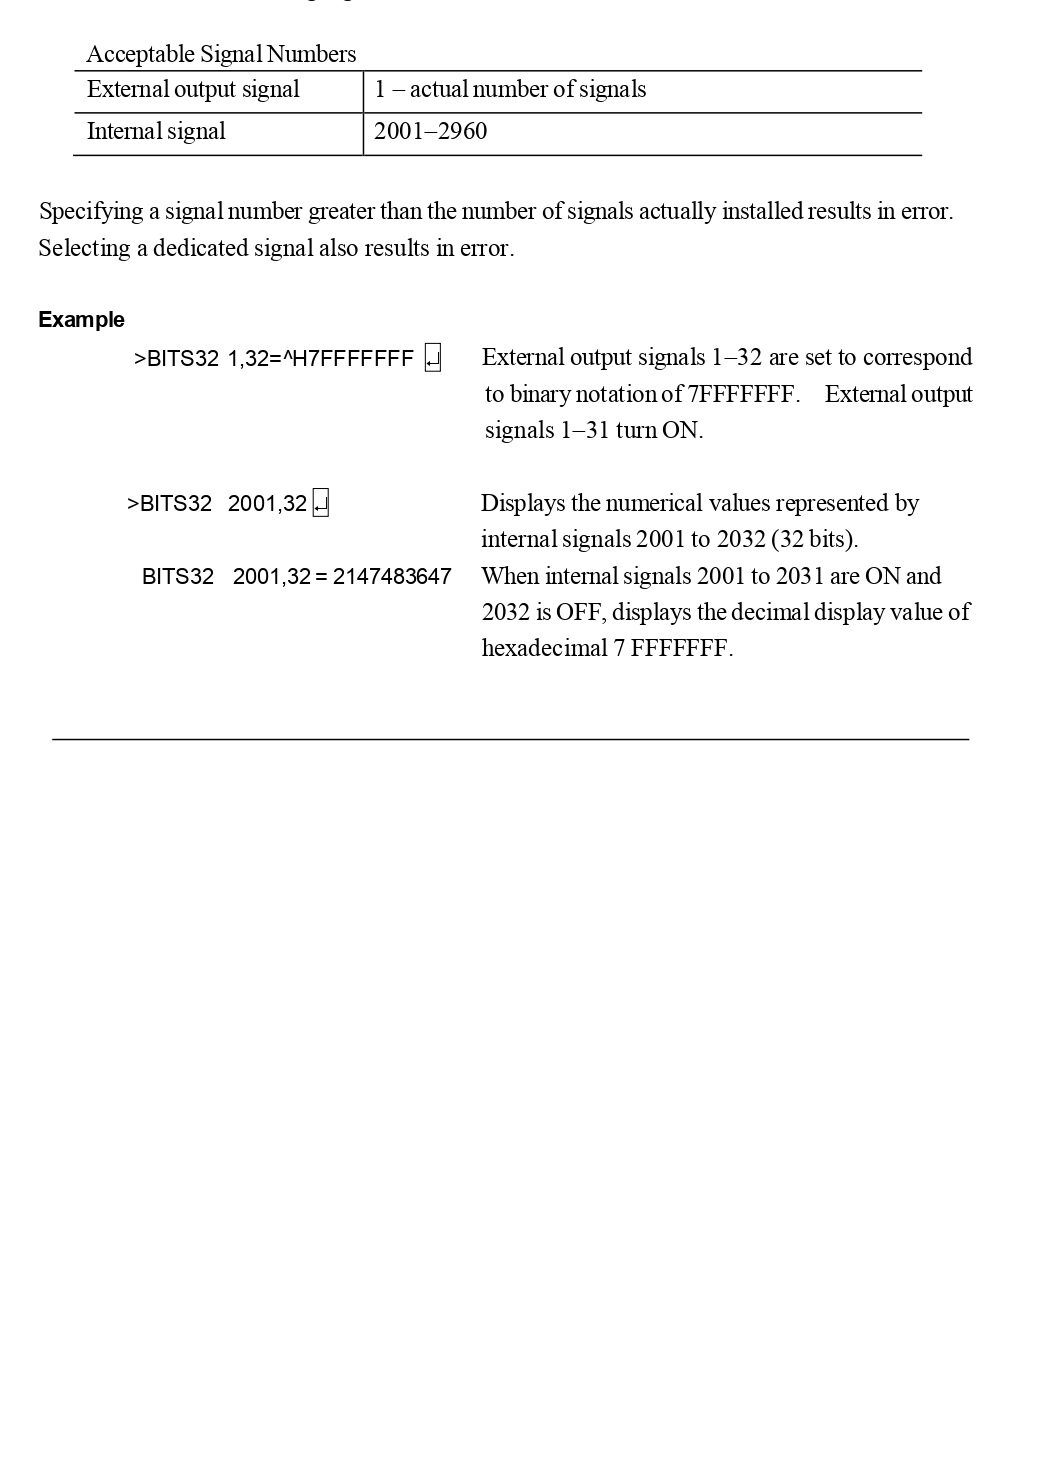 Acceptable Signal Numbers
External output signal 1 – actual number of signals
Internal signal 2001–2960
Specifying a signal number greater than the number of signals actually installed results in error.
Selecting a dedicated signal also results in error.
Example
>BITS32 1,32=^H7FFFFFFF ↵ External output signals 1–32 are set to correspond
to binary notation of 7FFFFFFF. External output
signals 1–31 turn ON.
>BITS32 2001,32 ↵ Displays the numerical values represented by
internal signals 2001 to 2032 (32 bits).
BITS32 2001,32 = 2147483647 When internal signals 2001 to 2031 are ON and
2032 is OFF, displays the decimal display value of
hexadecimal 7 FFFFFFF.